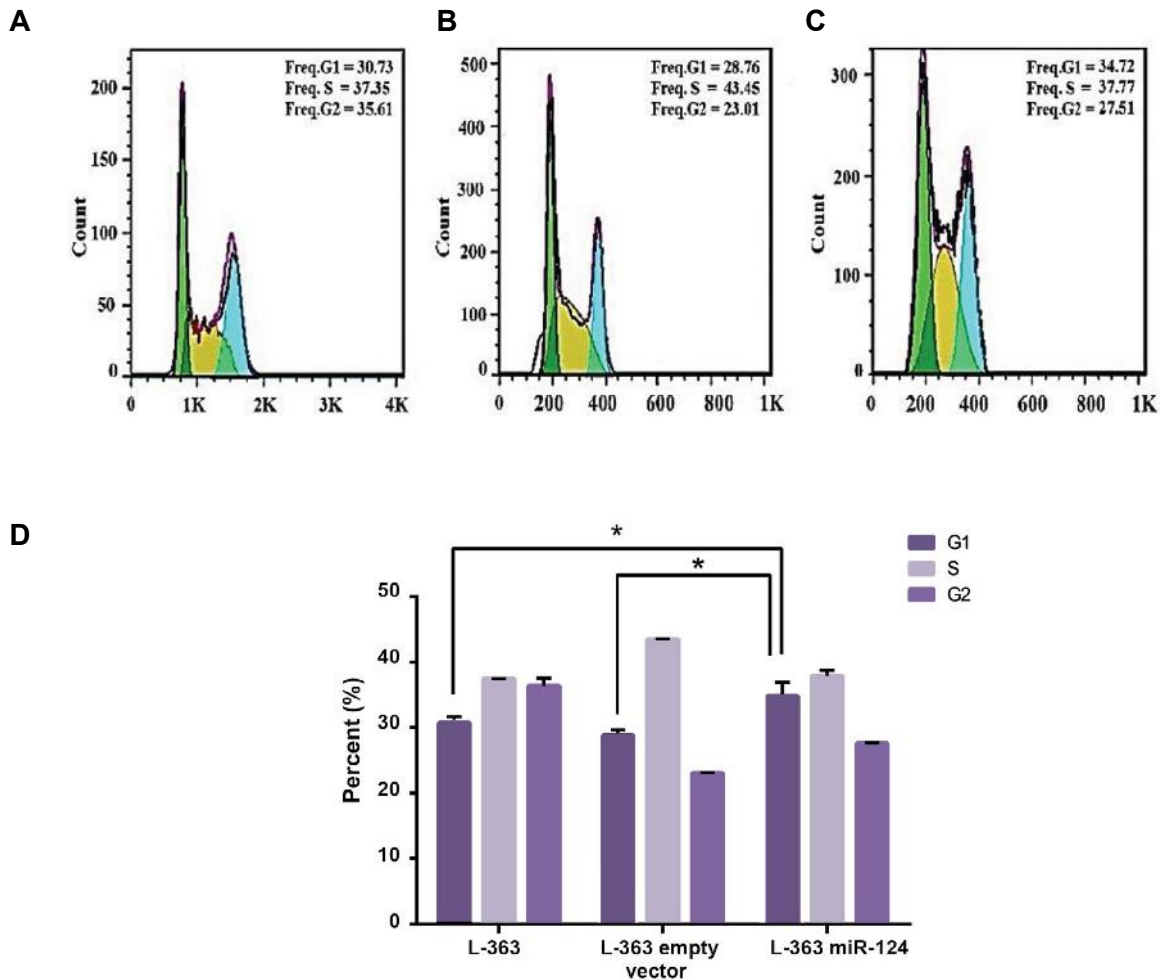 A
Freq.G1 = 30.73
Freq. S = 37.35
Freq.G2 = 35.61
200
150
100
50
0
Count
0 1K 2K 3K 4K
B
Freq.G1 = 28.76
Freq. S = 43.45
Freq.G2 = 23.01
500
400
300
200
100
0
Count
0 200 400 600 800 1K
C
Freq.G1 = 34.72
Freq. S = 37.77
Freq.G2 = 27.51
300
200
100
0
Count
0 200 400 600 800 1K
D
*
*
G1
S
G2
50
40
30
20
10
0
Percent (%)
L-363
L-363 empty
vector
L-363 miR-124